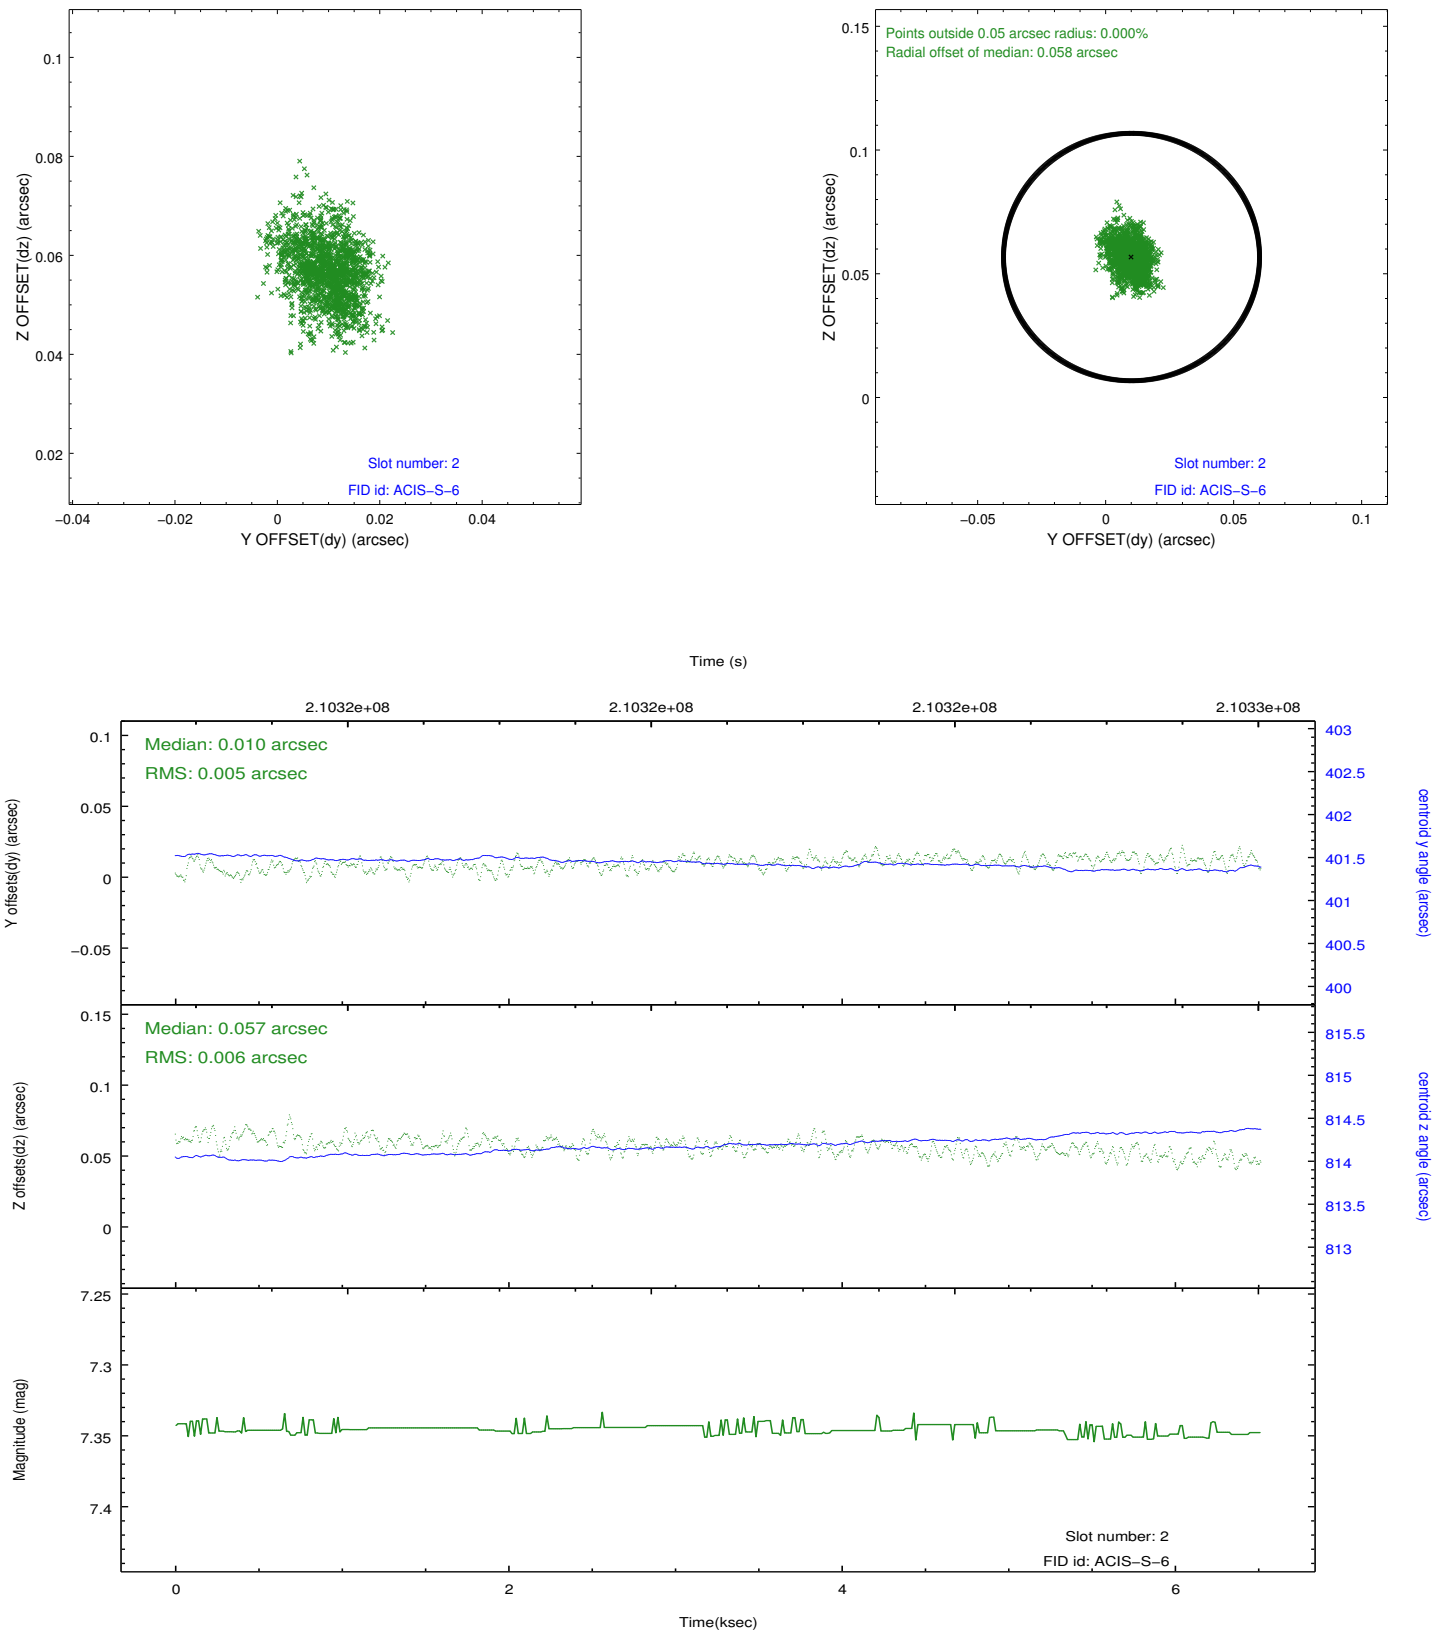 0.1
0.08
0.06
0.04
0.02
Z OFFSET(dz) (arcsec)
Slot number: 2
FID id: ACIS−S−6
−0.04
−0.02
0
0.02
0.04
Y OFFSET(dy) (arcsec)
Points outside 0.05 arcsec radius: 0.000%
Radial offset of median: 0.058 arcsec
0.15
0.1
0.05
0
Z OFFSET(dz) (arcsec)
Slot number: 2
FID id: ACIS−S−6
−0.05
0
0.05
0.1
Y OFFSET(dy) (arcsec)
Time (s)
2.1032e+08
2.1032e+08
2.1032e+08
2.1033e+08
Median: 0.010 arcsec
RMS: 0.005 arcsec
0.1
0.05
0
−0.05
Y offsets(dy) (arcsec)
403
402.5
402
401.5
401
400.5
400
centroid y angle (arcsec)
Median: 0.057 arcsec
RMS: 0.006 arcsec
0.15
0.1
0.05
0
Z offsets(dz) (arcsec)
815.5
815
814.5
814
813.5
813
centroid z angle (arcsec)
7.25
7.3
7.35
7.4
Magnitude (mag)
Slot number: 2
FID id: ACIS−S−6
0
2
4
6
Time(ksec)